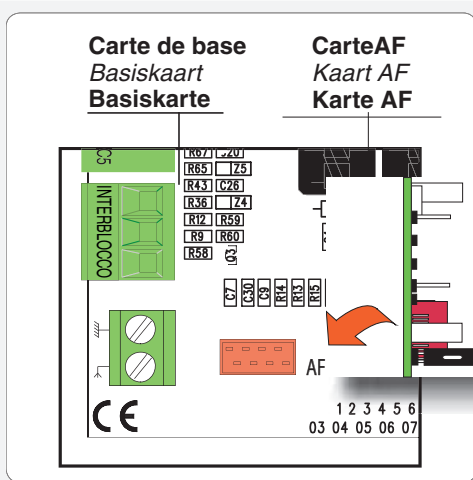 Carte de base
Basiskaart
Basiskarte
CarteAF
Kaart AF
Karte AF
C5
R67
R65 Z5
R43 C26
R36 Z4
R12 R59
R9 R60
R58
INTERBLOCCO
C7 C30 C9 R14 R13 R15
AF
CE
1 2 3 4 5 6
03 04 05 06 07